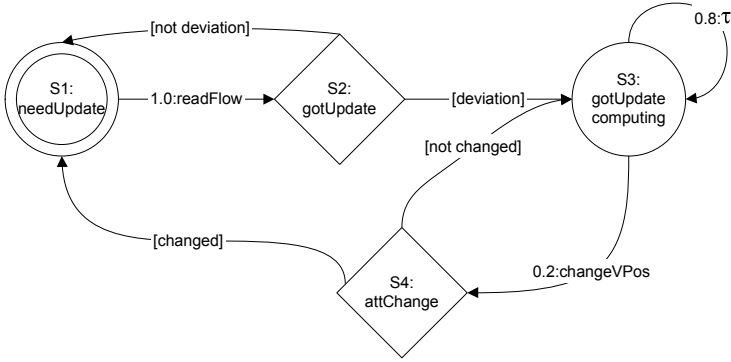 0.8:τ
[not deviation]
S1:
needUpdate
1.0:readFlow
S2:
gotUpdate
[deviation]
S3:
gotUpdate
computing
[not changed]
[changed]
S4:
attChange
0.2:changeVPos